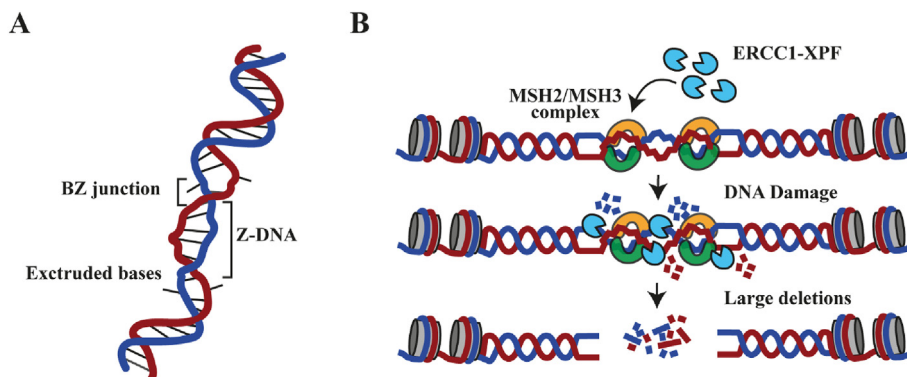 A
BZ junction
Z-DNA
Exctruded bases
B
ERCC1-XPF
MSH2/MSH3
complex
DNA Damage
Large deletions